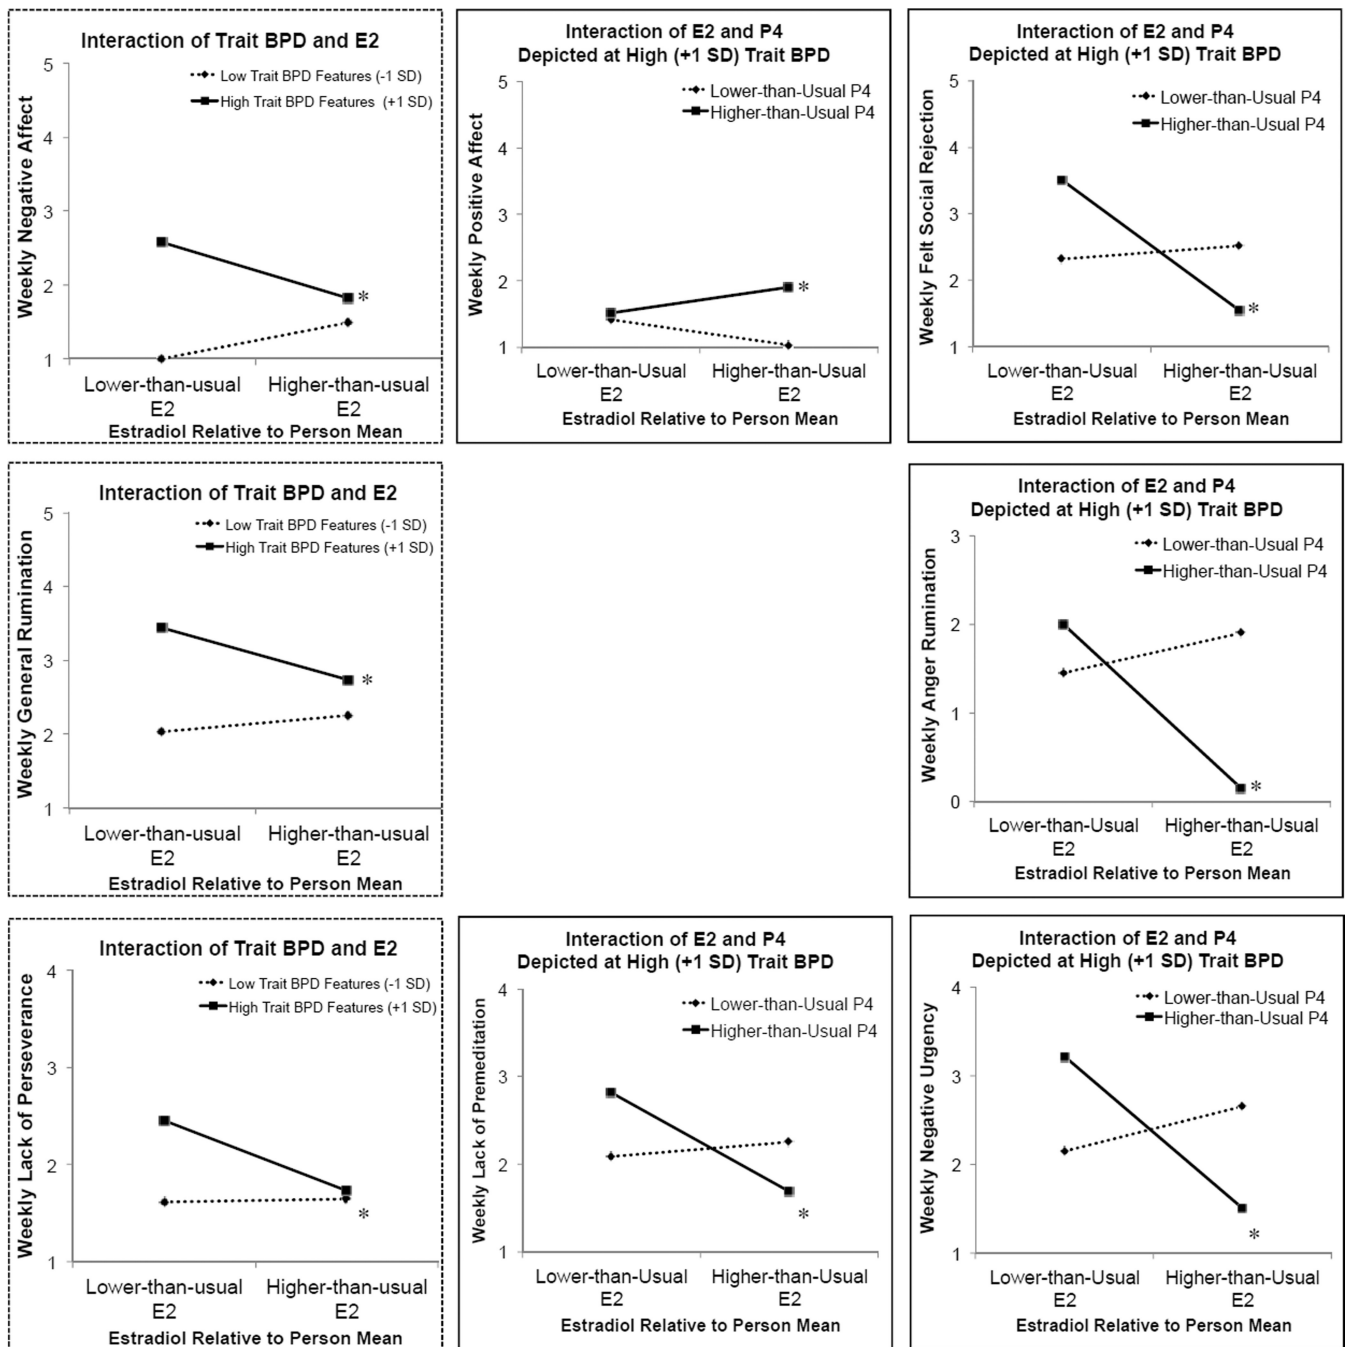 Interaction of Trait BPD and E2
Low Trait BPD Features (-1 SD)
High Trait BPD Features (+1 SD)
Weekly Negative Affect
5
4
3
2
1
*
Lower-than-usual E2
Higher-than-usual E2
Estradiol Relative to Person Mean
Interaction of E2 and P4
Depicted at High (+1 SD) Trait BPD
Lower-than-Usual P4
Higher-than-Usual P4
Weekly Positive Affect
5
4
3
2
1
*
Lower-than-Usual E2
Higher-than-Usual E2
Estradiol Relative to Person Mean
Interaction of E2 and P4
Depicted at High (+1 SD) Trait BPD
Lower-than-Usual P4
Higher-than-Usual P4
Weekly Felt Social Rejection
5
4
3
2
1
*
Lower-than-Usual E2
Higher-than-Usual E2
Estradiol Relative to Person Mean
Interaction of Trait BPD and E2
Low Trait BPD Features (-1 SD)
High Trait BPD Features (+1 SD)
Weekly General Rumination
5
4
3
2
1
*
Lower-than-usual E2
Higher-than-usual E2
Estradiol Relative to Person Mean
Interaction of E2 and P4
Depicted at High (+1 SD) Trait BPD
Lower-than-Usual P4
Higher-than-Usual P4
Weekly Anger Rumination
3
2
1
0
*
Lower-than-Usual E2
Higher-than-Usual E2
Estradiol Relative to Person Mean
Interaction of Trait BPD and E2
Low Trait BPD Features (-1 SD)
High Trait BPD Features (+1 SD)
Weekly Lack of Perseverance
4
3
2
1
*
Lower-than-usual E2
Higher-than-usual E2
Estradiol Relative to Person Mean
Interaction of E2 and P4
Depicted at High (+1 SD) Trait BPD
Lower-than-Usual P4
Higher-than-Usual P4
Weekly Lack of Premeditation
4
3
2
1
*
Lower-than-Usual E2
Higher-than-Usual E2
Estradiol Relative to Person Mean
Interaction of E2 and P4
Depicted at High (+1 SD) Trait BPD
Lower-than-Usual P4
Higher-than-Usual P4
Weekly Negative Urgency
4
3
2
1
*
Lower-than-Usual E2
Higher-than-Usual E2
Estradiol Relative to Person Mean